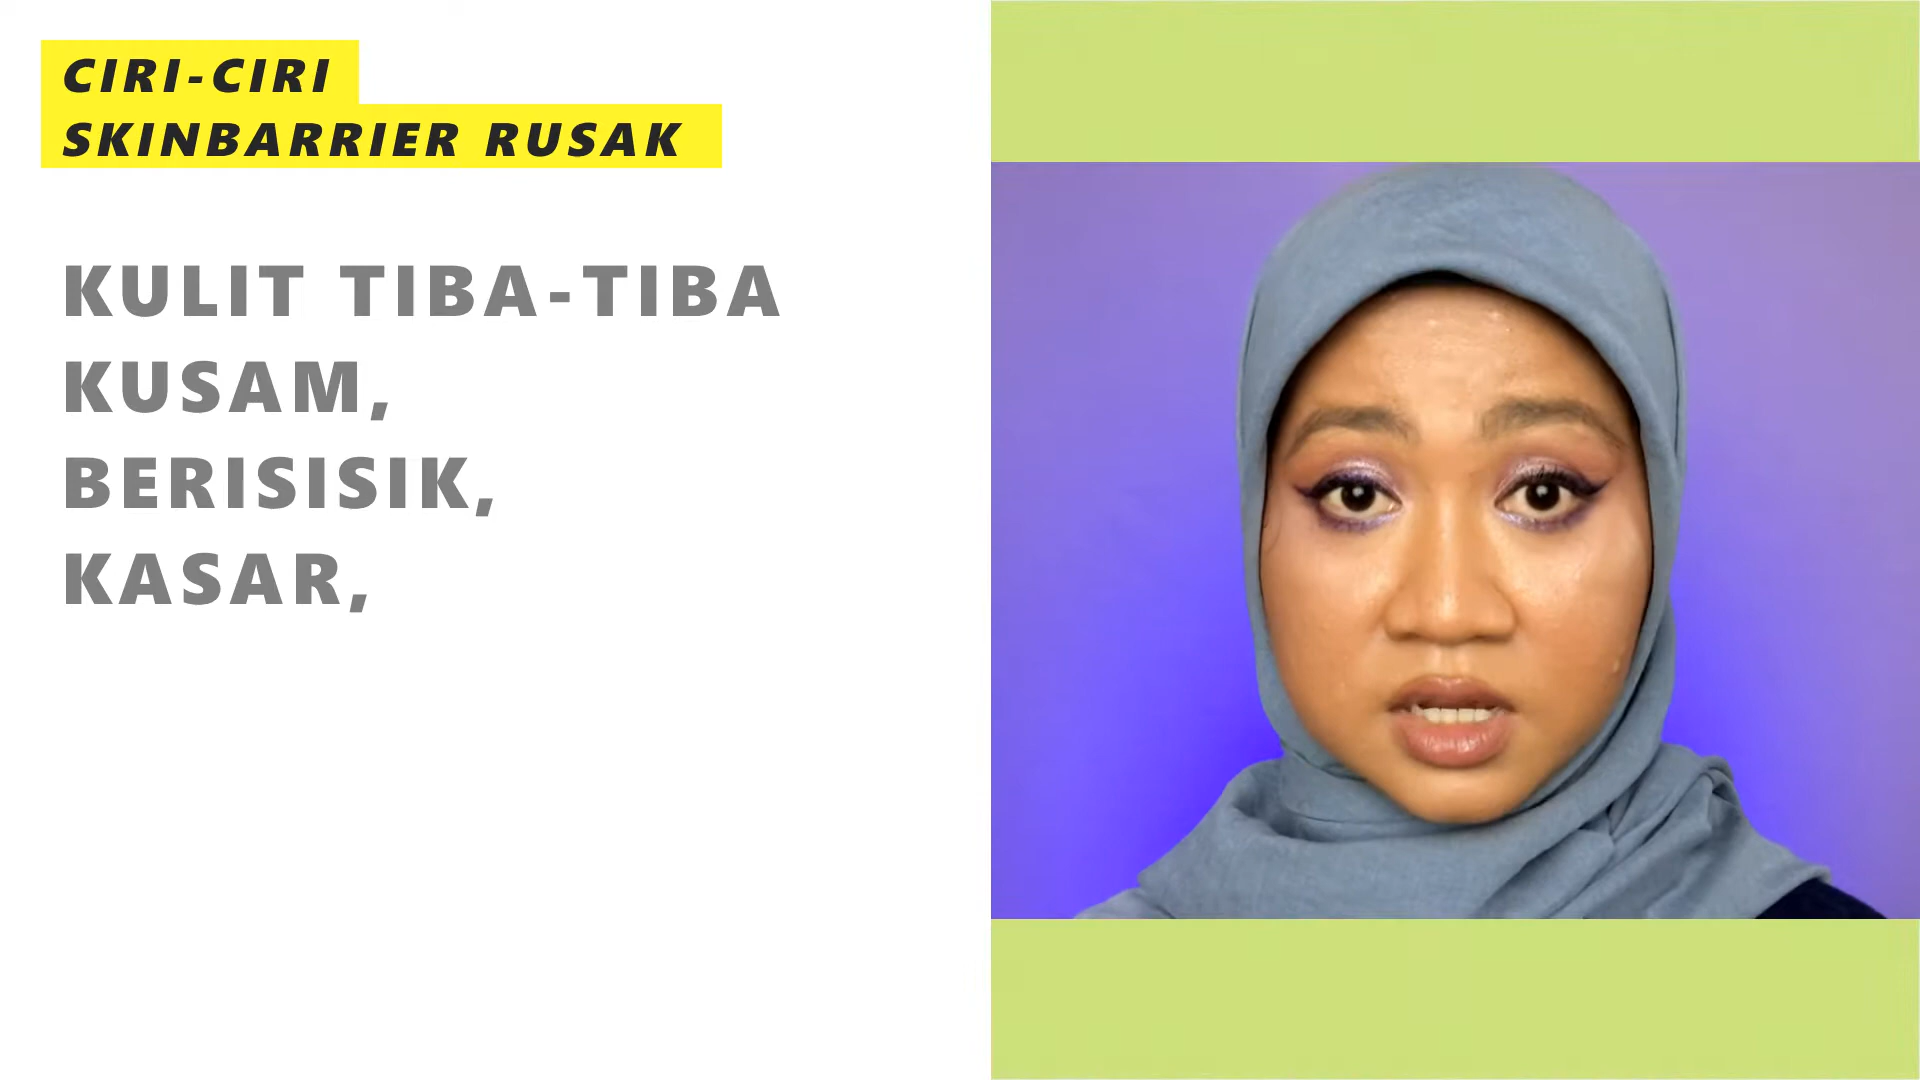 CIRI-CIRI
SKINBARRIER RUSAK
KULIT TIBA-TIBA
KUSAM,
BERISISIK,
KASAR,